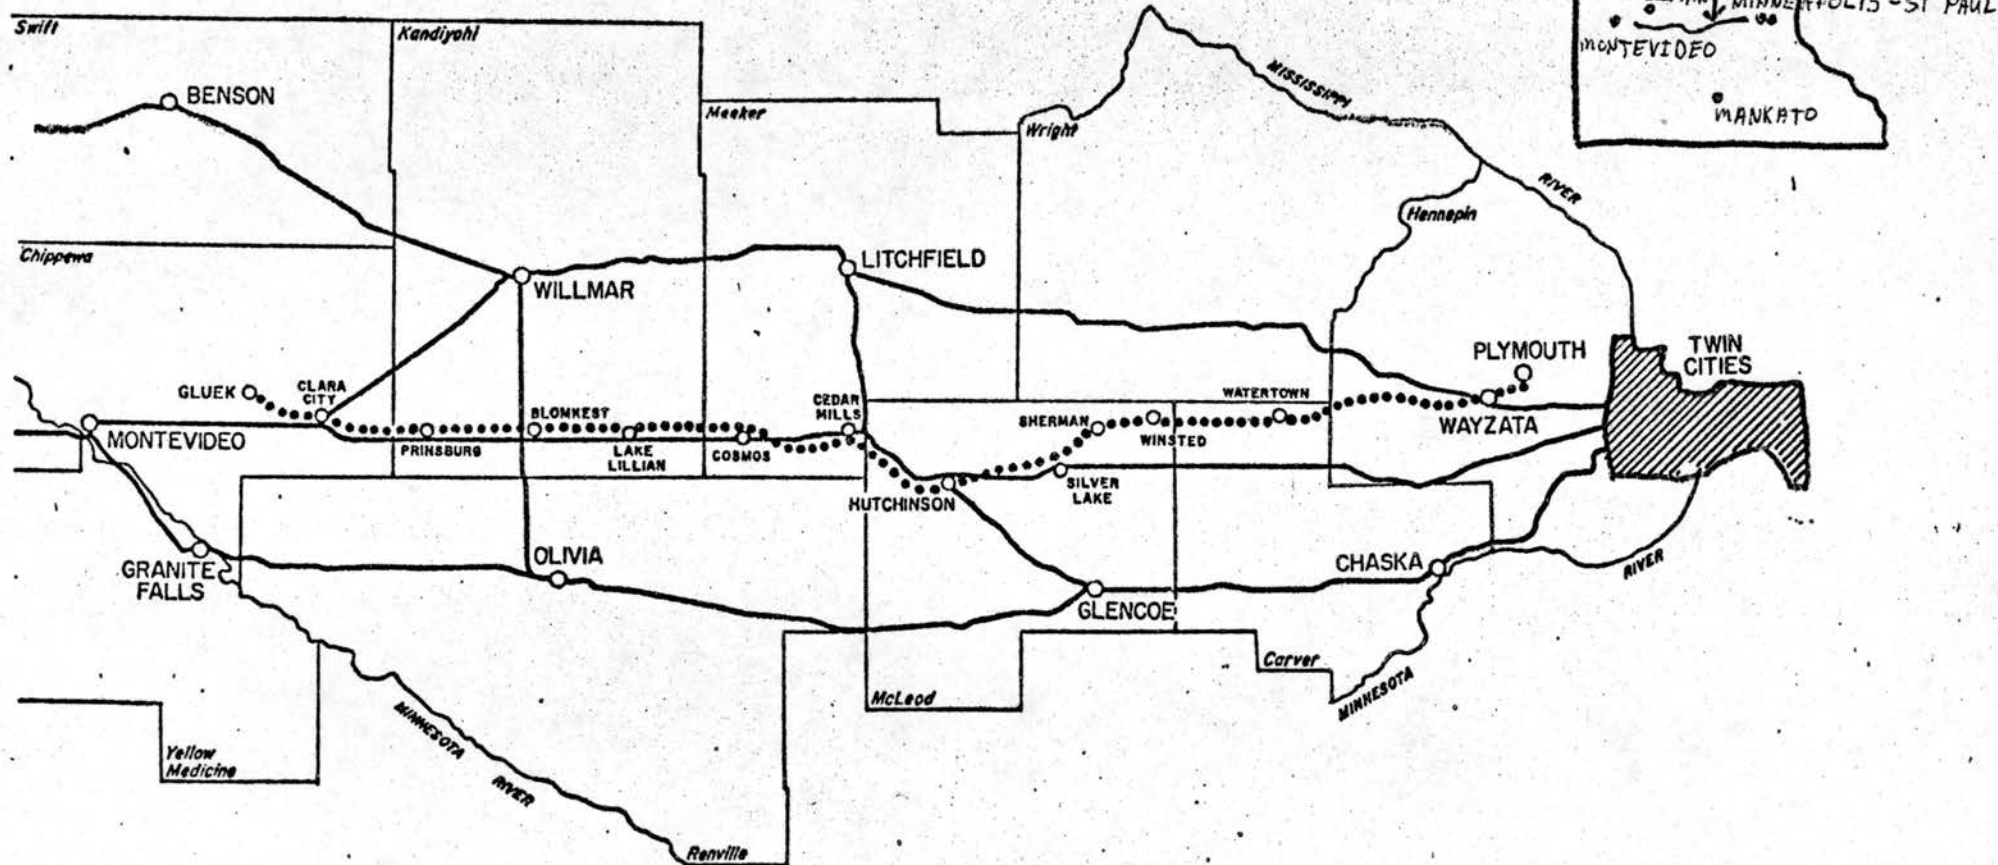 Swift
Kandiyohi
MINNEAPOLIS - ST PAUL
MONTEVIDEO
MANKATO
BENSON
Meeker
Wright
MISSISSIPPI
RIVER
Hennepin
Chippewa
WILLMAR
LITCHFIELD
PLYMOUTH
TWIN
CITIES
GLUEK
CLARA
CITY
MONTEVIDEO
PRINSBURG
BLOMKEST
LAKE
LILLIAN
COSMOS
CEDAR
MILLS
SHERMAN
WINSTED
WATERTOWN
WAYZATA
HUTCHINSON
SILVER
LAKE
GRANITE
FALLS
OLIVIA
GLENCOE
CHASKA
RIVER
Carver
MINNESOTA
McLeod
MINNESOTA
RIVER
Yellow
Medicine
Renville